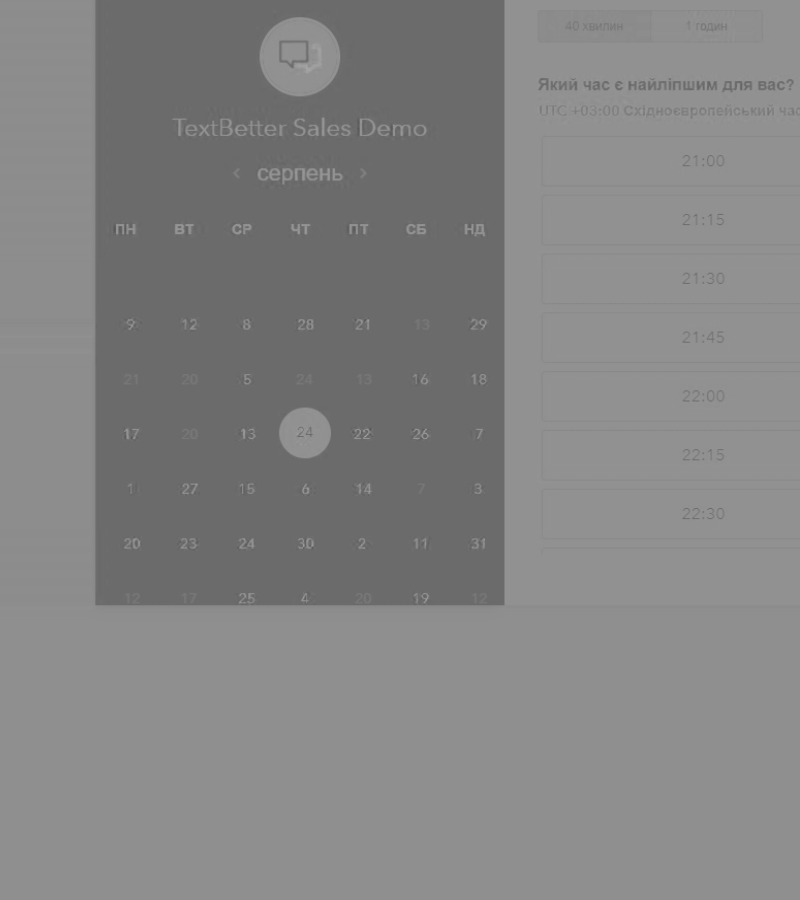 TextBetter Sales Demo
‹ серпень ›
ПН ВТ СР ЧТ ПТ СБ НД
9 12 8 28 21 13 29
21 20 5 24 13 16 18
17 20 13 24 22 26 7
1 27 15 6 14 7 3
20 23 24 30 2 11 31
12 17 25 4 20 19 12
40 хвилин 1 годин
Який час є найліпшим для вас?
UTC +03:00 Східноєвропейський час
21:00
21:15
21:30
21:45
22:00
22:15
22:30